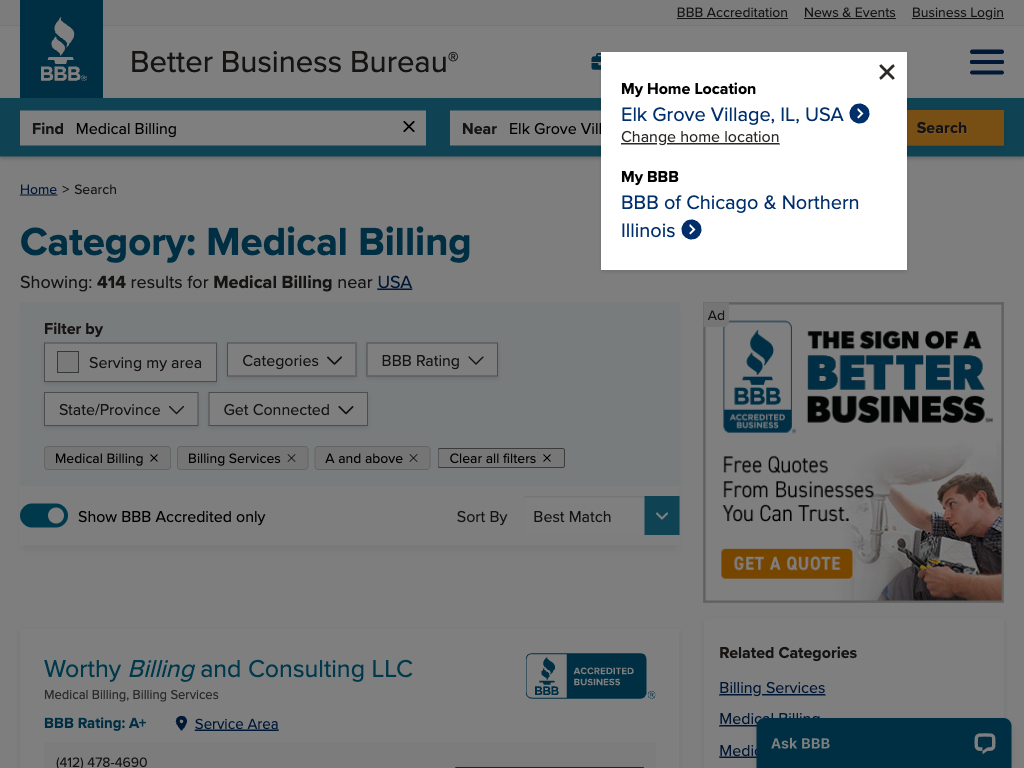 BBB Accreditation News & Events Business Login
BBB®
Better Business Bureau®
My Home Location
Elk Grove Village, IL, USA
Change home location
My BBB
BBB of Chicago & Northern
Illinois
Find Medical Billing
Near Elk Grove Vill
Search
Home > Search
Category: Medical Billing
Showing: 414 results for Medical Billing near USA
Filter by
Serving my area Categories BBB Rating
State/Province Get Connected
Medical Billing Billing Services A and above Clear all filters
Show BBB Accredited only
Sort By Best Match
Ad
BBB
ACCREDITED
BUSINESS
THE SIGN OF A
BETTER
BUSINESS
Free Quotes
From Businesses
You Can Trust.
GET A QUOTE
Worthy Billing and Consulting LLC
Medical Billing, Billing Services
BBB Rating: A+ Service Area
(412) 478-4690
BBB
ACCREDITED
BUSINESS
®
Related Categories
Billing Services
Medical Billing
Ask BBB